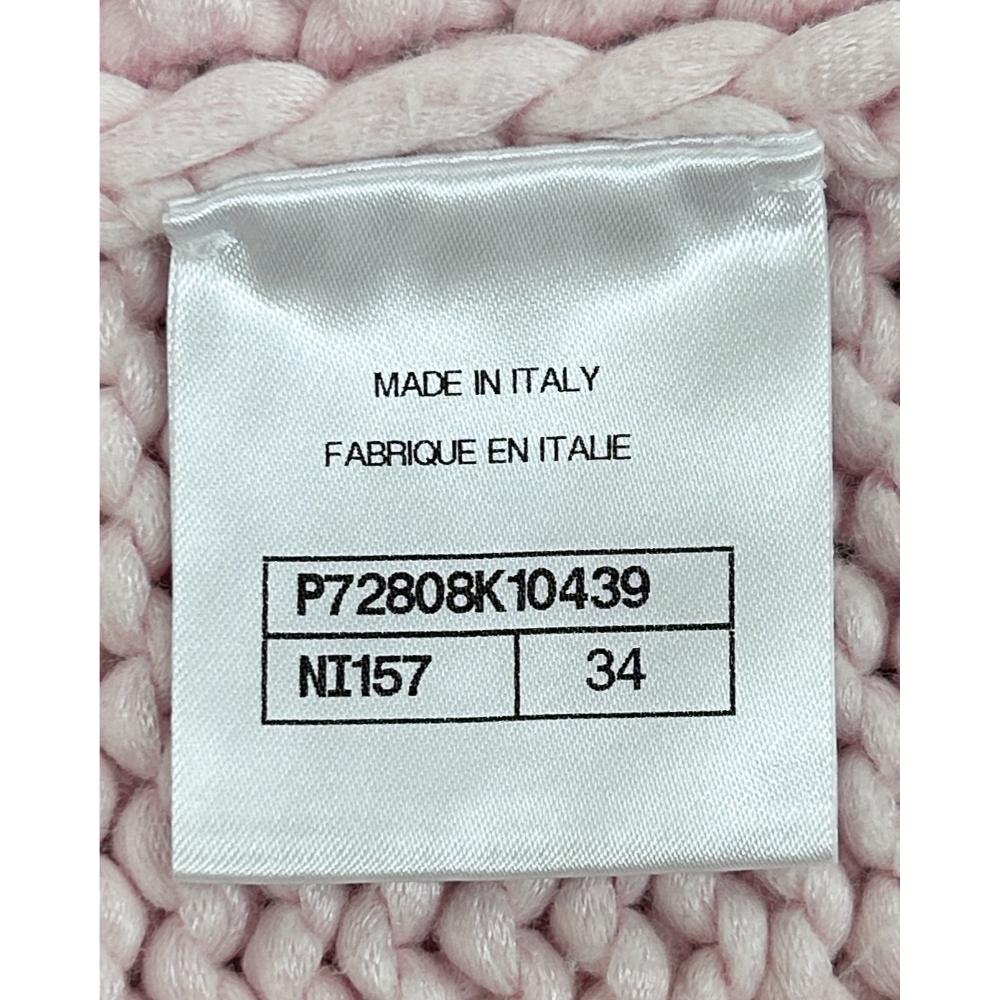 MADE IN ITALY
FABRIQUE EN ITALIE
P72808K10439
NI157 34